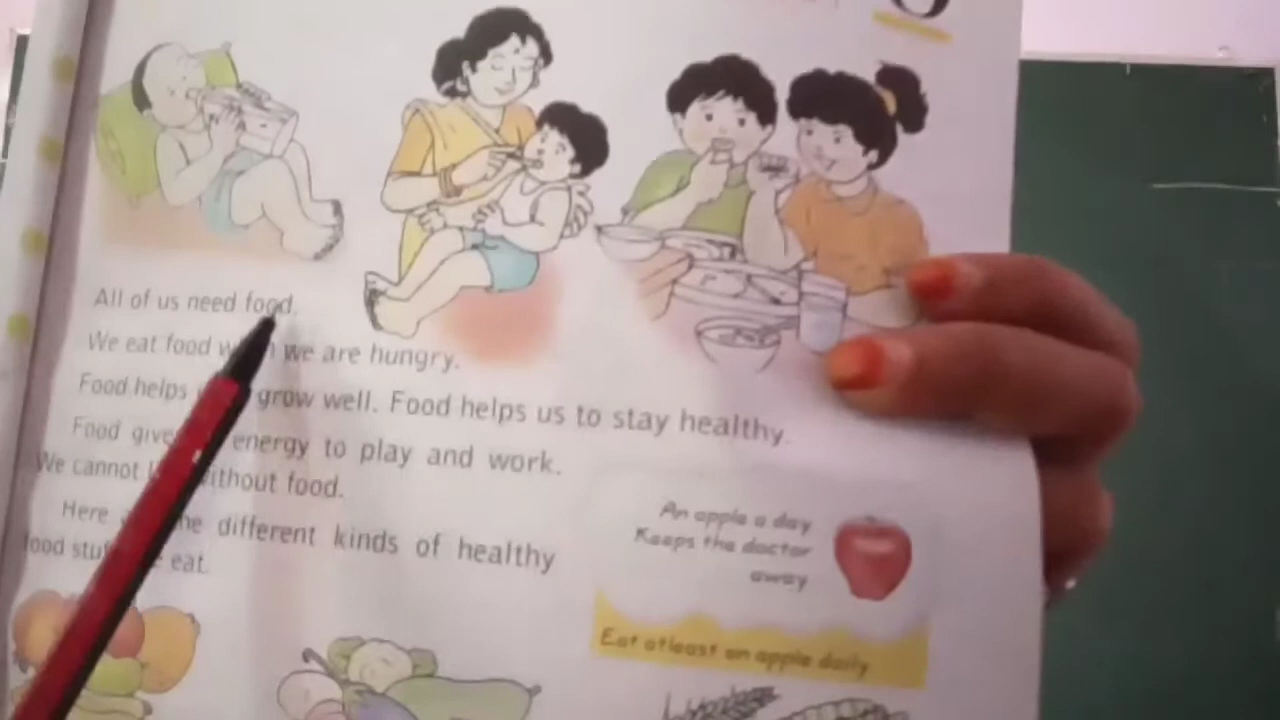 All of us need food.
We eat food we are hungry.
Food helps grow well. Food helps us to stay healthy.
Food give energy to play and work.
We cannot without food.
Here different kinds of healthy
food eat.
An apple a day
Keeps the doctor
away
Eat atleast an apple daily